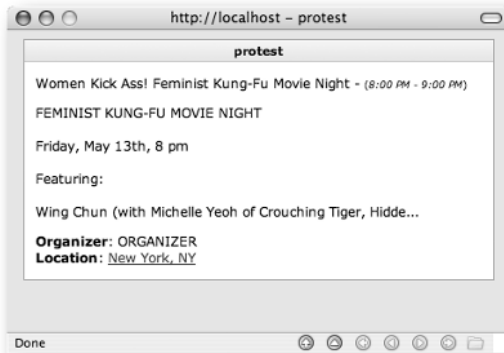 http://localhost – protest
protest
Women Kick Ass! Feminist Kung-Fu Movie Night - (8:00 PM - 9:00 PM)
FEMINIST KUNG-FU MOVIE NIGHT
Friday, May 13th, 8 pm
Featuring:
Wing Chun (with Michelle Yeoh of Crouching Tiger, Hidde...
Organizer: ORGANIZER
Location: New York, NY
Done